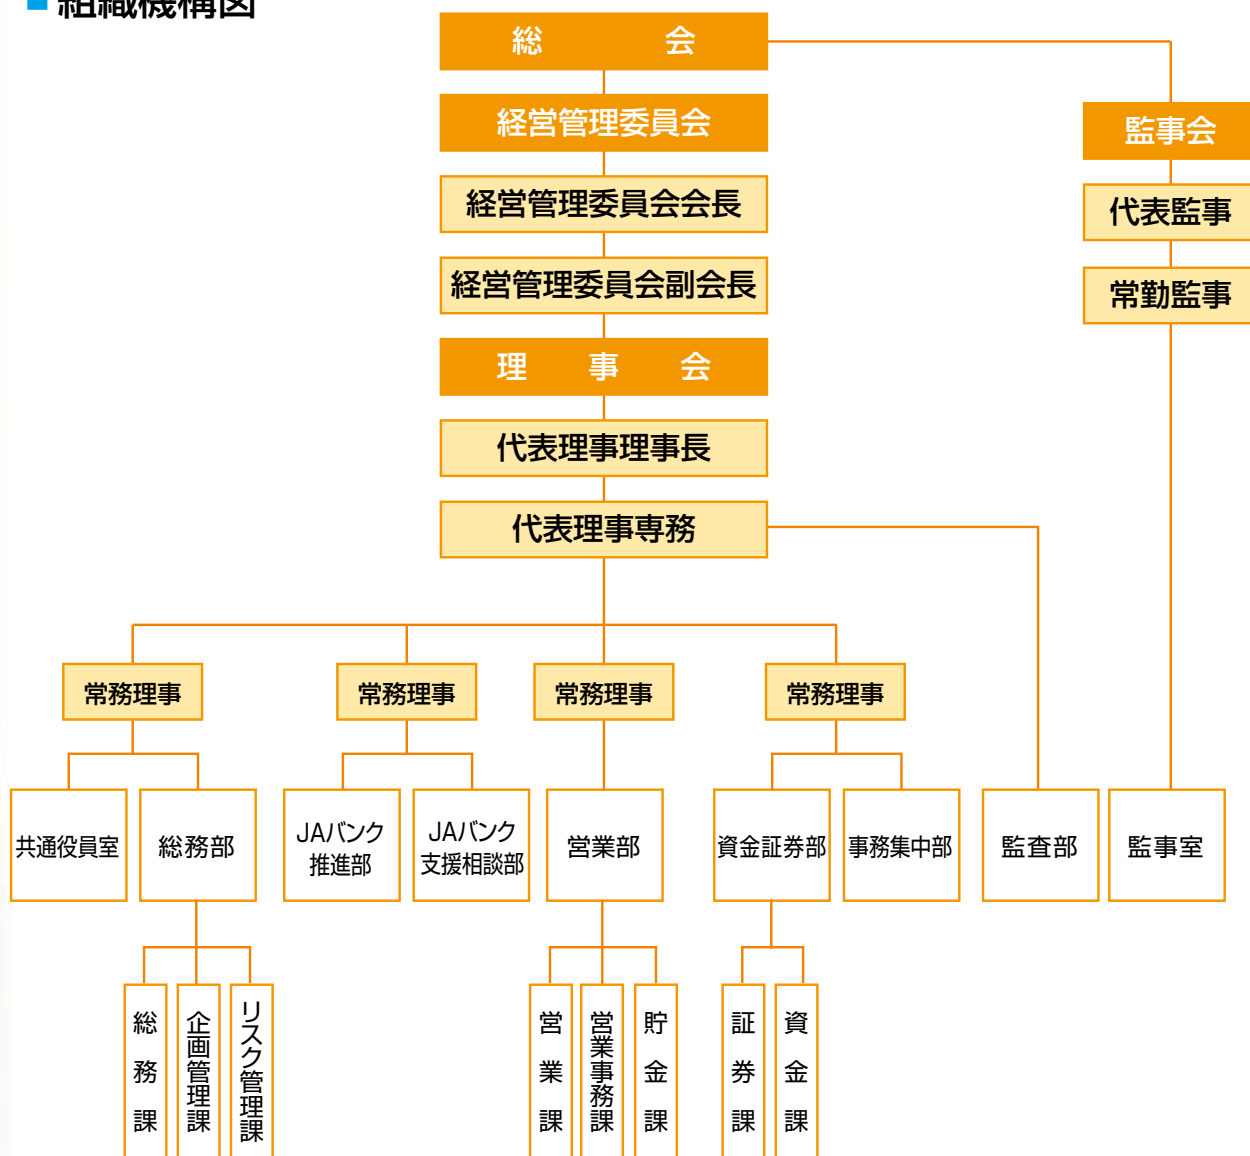 ■ 組織機構図
総 会
経営管理委員会
監事会
経営管理委員会会長
代表監事
経営管理委員会副会長
常勤監事
理 事 会
代表理事理事長
代表理事専務
常務理事
常務理事
常務理事
常務理事
共通役員室
総務部
JAバンク
推進部
JAバンク
支援相談部
営業部
資金証券部
事務集中部
監査部
監事室
総務課
企画管理課
リスク管理課
営業課
営業事務課
貯金課
証券課
資金課